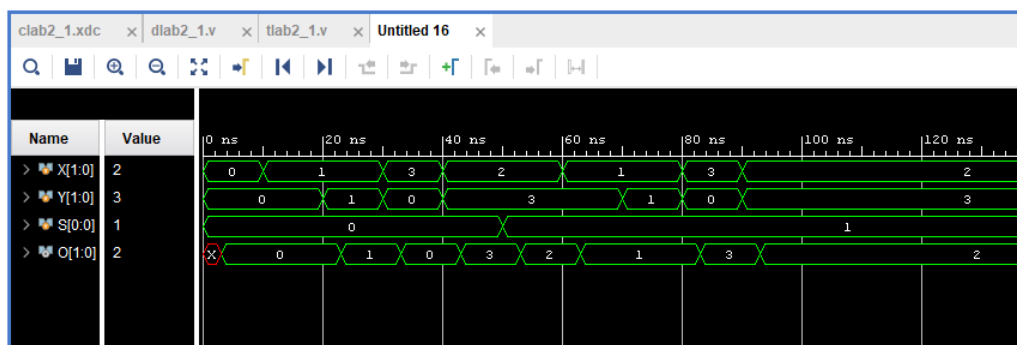 clab2_1.xdc × dlab2_1.v × tlab2_1.v × Untitled 16 ×
Name Value 0 ns 20 ns 40 ns 60 ns 80 ns 100 ns 120 ns
X[1:0] 2 0 1 3 2 1 3 2
Y[1:0] 3 0 1 0 3 1 0 3
S[0:0] 1 0 1
O[1:0] 2 X 0 1 0 3 2 1 3 2